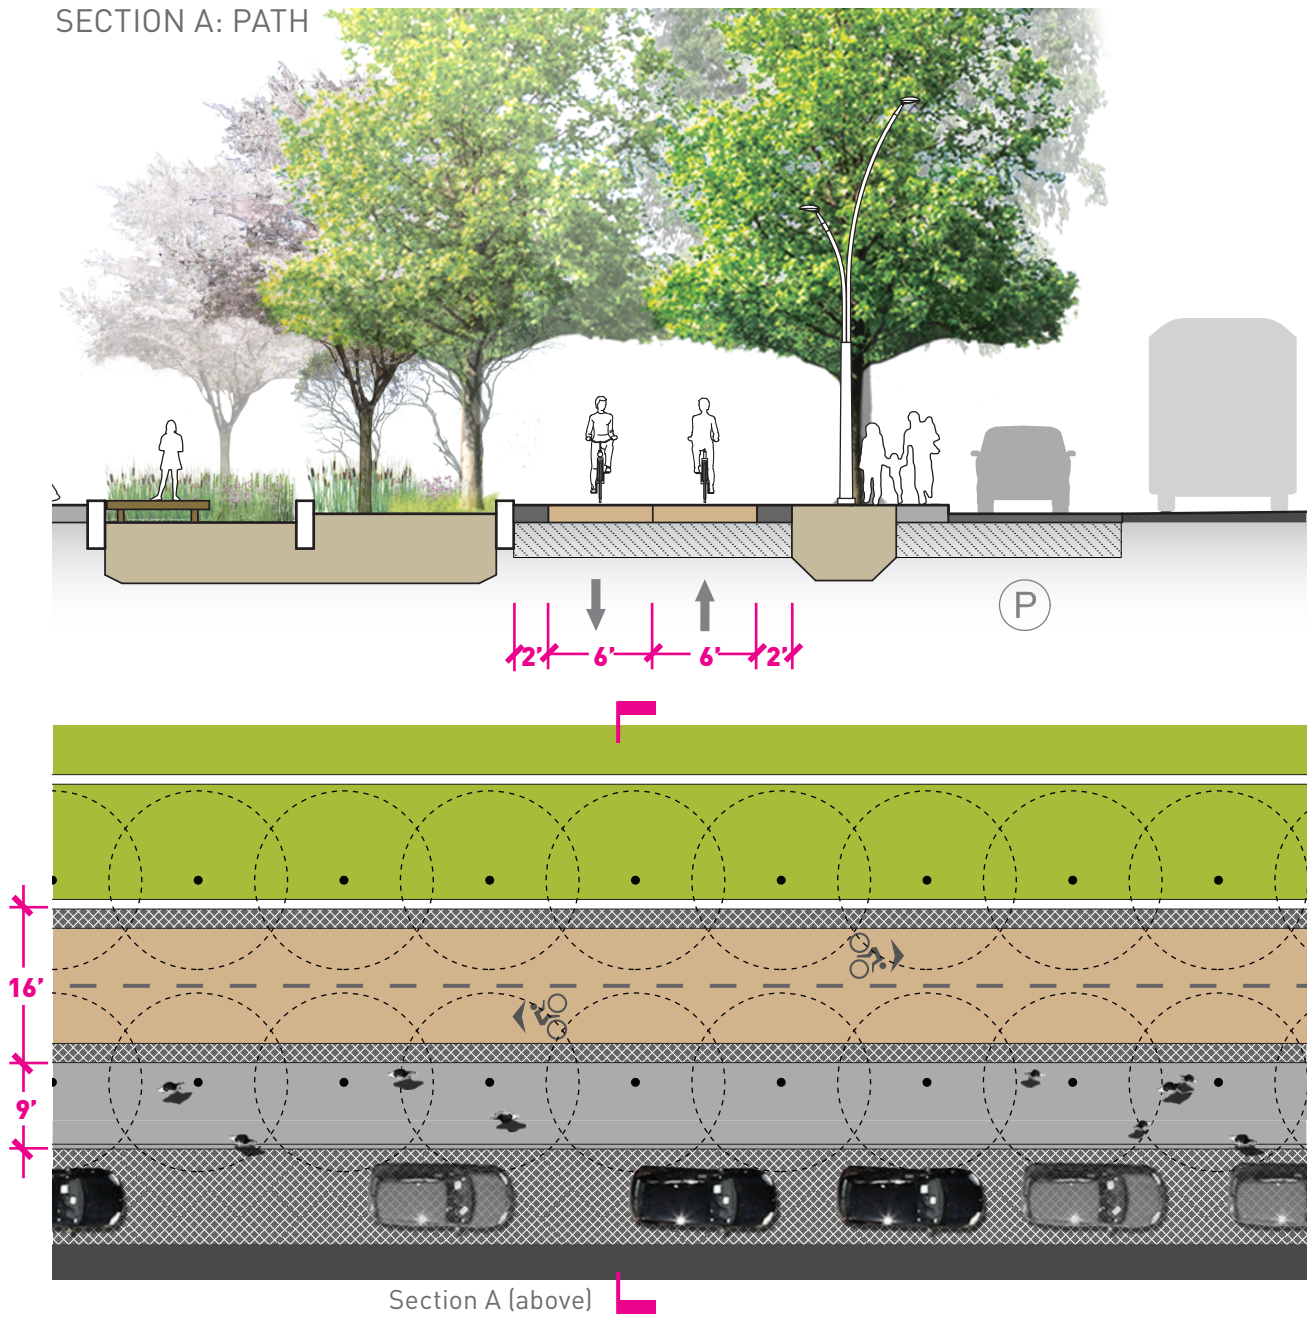 SECTION A: PATH
P
2' 6' 6' 2'
16'
9'
Section A (above)